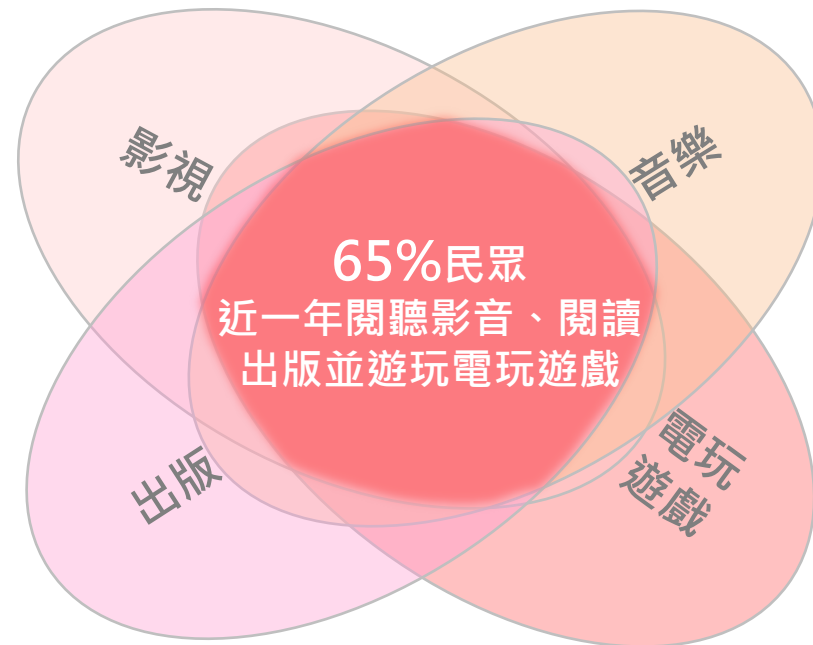 影視
音樂
65%民眾
近一年閱聽影音、閱讀
出版並遊玩電玩遊戲
出版
電玩
遊戲